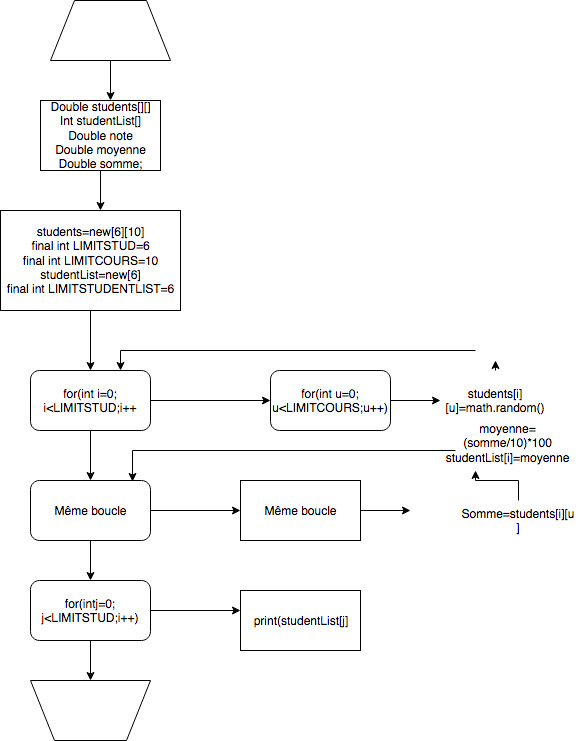 Double students[][]
Int studentList[]
Double note
Double moyenne
Double somme;
students=new[6][10]
final int LIMITSTUD=6
final int LIMITCOURS=10
studentList=new[6]
final int LIMITSTUDENTLIST=6
for(int i=0;
i<LIMITSTUD;i++
for(int u=0;
u<LIMITCOURS;u++)
students[i]
[u]=math.random()
moyenne=
(somme/10)*100
studentList[i]=moyenne
Même boucle
Même boucle
Somme=students[i][u
]
for(intj=0;
j<LIMITSTUD;i++)
print(studentList[j]